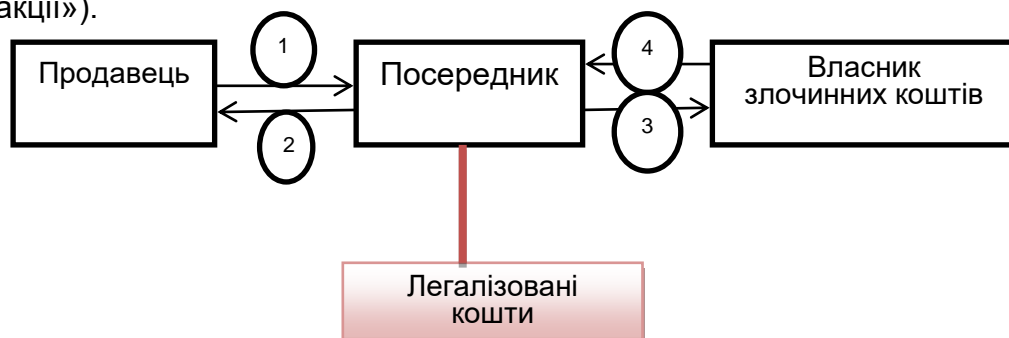 акції»).
1
4
Продавець
Посередник
Власник
злочинних коштів
2
3
Легалізовані
кошти